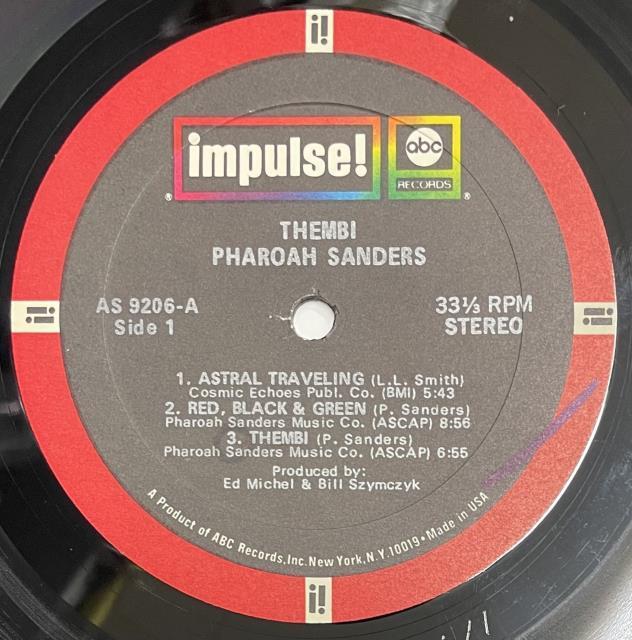 i!
impulse!
abc
RECORDS
®
®
THEMBI
PHAROAH SANDERS
AS 9206-A
Side 1
33⅓ RPM
STEREO
i!
i!
1. ASTRAL TRAVELING (L.L. Smith)
Cosmic Echoes Publ. Co. (BMI) 5:43
2. RED, BLACK & GREEN (P. Sanders)
Pharoah Sanders Music Co. (ASCAP) 8:56
3. THEMBI (P. Sanders)
Pharoah Sanders Music Co. (ASCAP) 6:55
Produced by:
Ed Michel & Bill Szymczyk
A Product of ABC Records, Inc. New York, N.Y. 10019 • Made in USA
i!